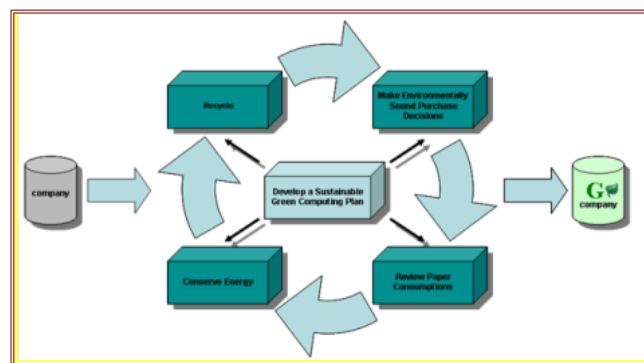 Recycle
Make Environmentally
Sound Purchase
Decisions
company
Develop a Sustainable
Green Computing Plan
G
company
Conserve Energy
Review Paper
Consumptions